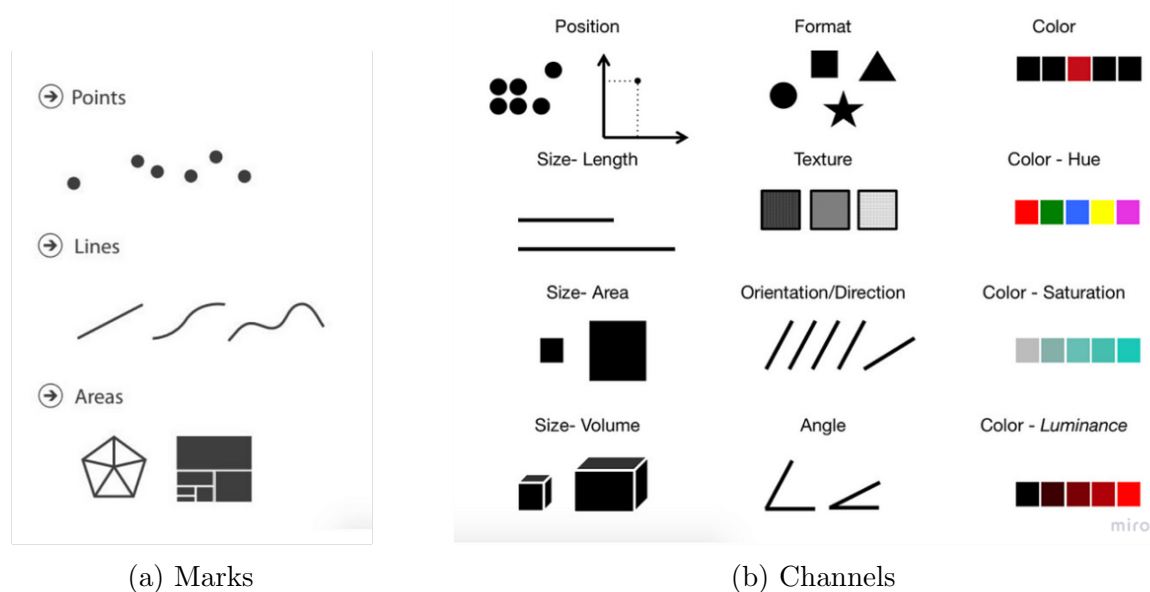 Points
Lines
Areas
Position
Format
Color
Size- Length
Texture
Color - Hue
Size- Area
Orientation/Direction
Color - Saturation
Size- Volume
Angle
Color - Luminance
miro
(a) Marks
(b) Channels